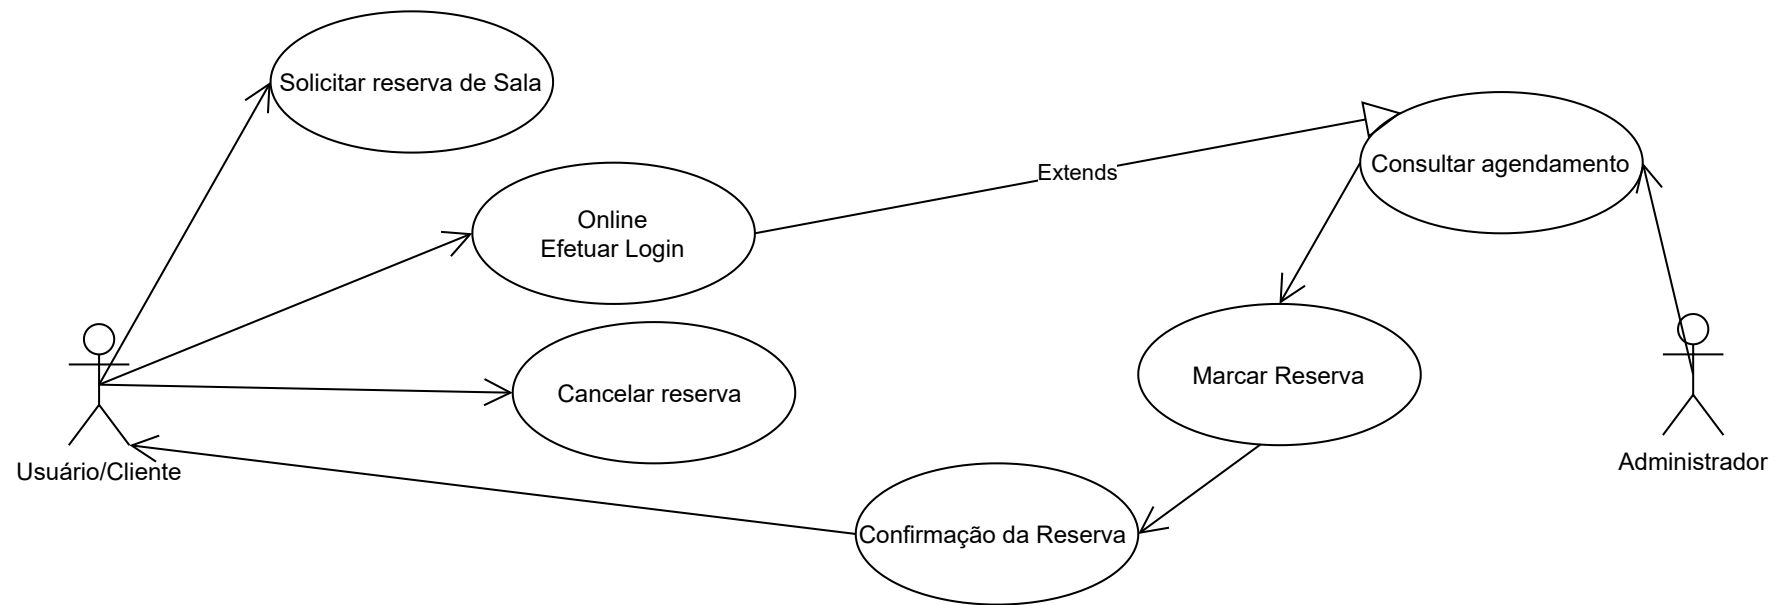 Solicitar reserva de Sala
Extends
Consultar agendamento
Online
Efetuar Login
Marcar Reserva
Cancelar reserva
Usuário/Cliente
Administrador
Confirmação da Reserva